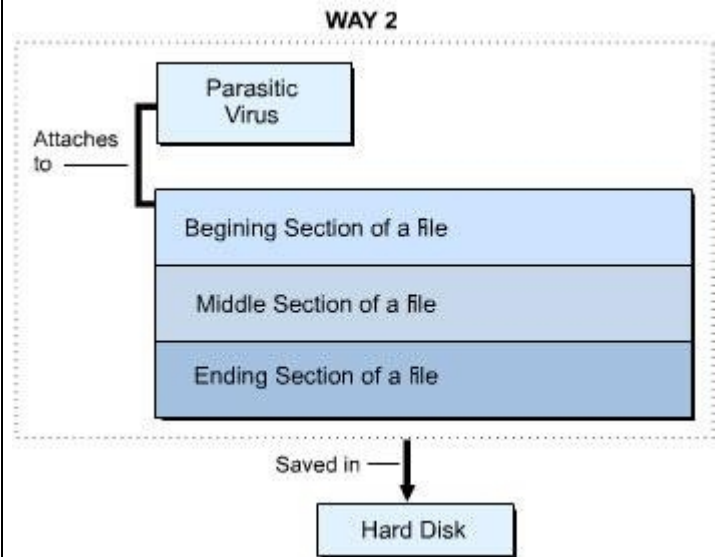 WAY 2
Parasitic
Virus
Attaches
to
Begining Section of a file
Middle Section of a file
Ending Section of a file
Saved in
Hard Disk